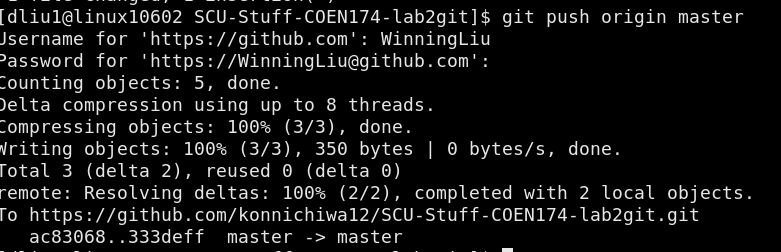 [dliu1@linux10602 SCU-Stuff-COEN174-lab2git]$ git push origin master
Username for 'https://github.com': WinningLiu
Password for 'https://WinningLiu@github.com':
Counting objects: 5, done.
Delta compression using up to 8 threads.
Compressing objects: 100% (3/3), done.
Writing objects: 100% (3/3), 350 bytes | 0 bytes/s, done.
Total 3 (delta 2), reused 0 (delta 0)
remote: Resolving deltas: 100% (2/2), completed with 2 local objects.
To https://github.com/konnichiwa12/SCU-Stuff-COEN174-lab2git.git
   ac83068..333deff  master -> master